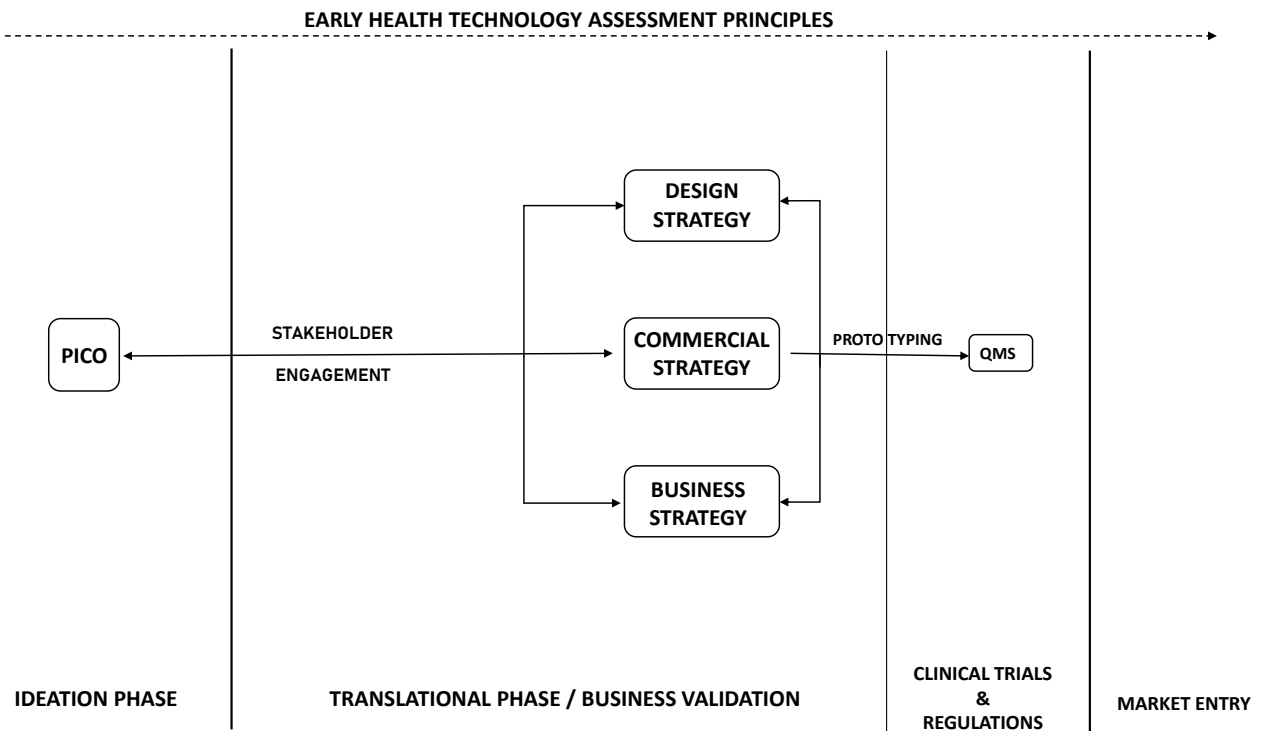 EARLY HEALTH TECHNOLOGY ASSESSMENT PRINCIPLES
DESIGN
STRATEGY
PICO
STAKEHOLDER
ENGAGEMENT
COMMERCIAL
STRATEGY
PROTO TYPING
QMS
BUSINESS
STRATEGY
IDEATION PHASE
TRANSLATIONAL PHASE / BUSINESS VALIDATION
CLINICAL TRIALS
&
REGULATIONS
MARKET ENTRY